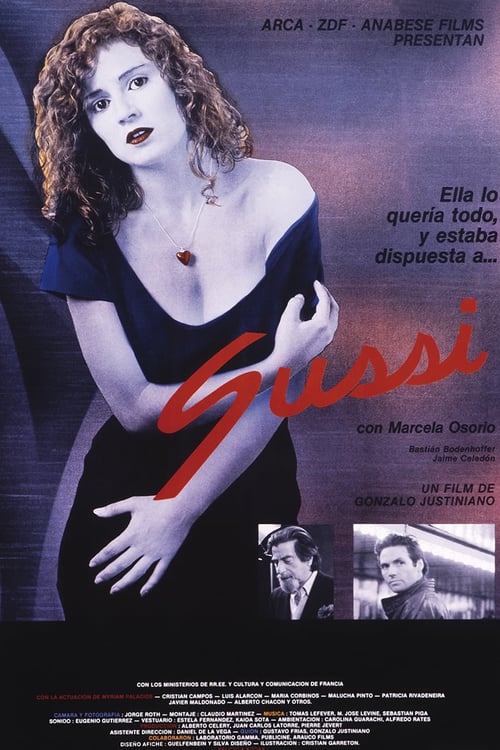 ARCA - ZDF - ANABESE FILMS
PRESENTAN
Ella lo
quería todo,
y estaba
dispuesta a...
Sussi
con Marcela Osorio
Bastián Bodenhoffer
Jaime Celedón
UN FILM DE
GONZALO JUSTINIANO
CON LOS MINISTERIOS DE RR.EE. Y CULTURA Y COMUNICACION DE FRANCIA
CON LA ACTUACION DE MYRIAM PALACIOS – CRISTIAN CAMPOS – LUIS ALARCON – MARIA CORBINOS – MALUCHA PINTO – PATRICIA RIVADENEIRA
JAVIER MALDONADO – ALBERTO CHACON Y OTROS.
CAMARA Y FOTOGRAFIA : JORGE ROTH – MONTAJE : CLAUDIO MARTINEZ – MUSICA : TOMAS LEFEVER, M. JOSE LEVINE, SEBASTIAN PIGA
SONIDO : EUGENIO GUTIERREZ – VESTUARIO : ESTELA FERNANDEZ, KAIDA SOTA – AMBIENTACION : CAROLINA GUARACHI, ALFREDO RATES
PRODUCCION : ALBERTO CELERY, JUAN CARLOS LATORRE, PIERRE JEVERT
ASISTENTE DIRECCION : DANIEL DE LA VEGA – GUION : GUSTAVO FRIAS, GONZALO JUSTINIANO
COLABORARON : LABORATORIO GAMMA, PUBLICINE, ARAUCO FILMS
DISEÑO AFICHE : GUELFENBEIN Y SILVA DISEÑO – ILUSTRACION : CRISTIAN GARRETON.